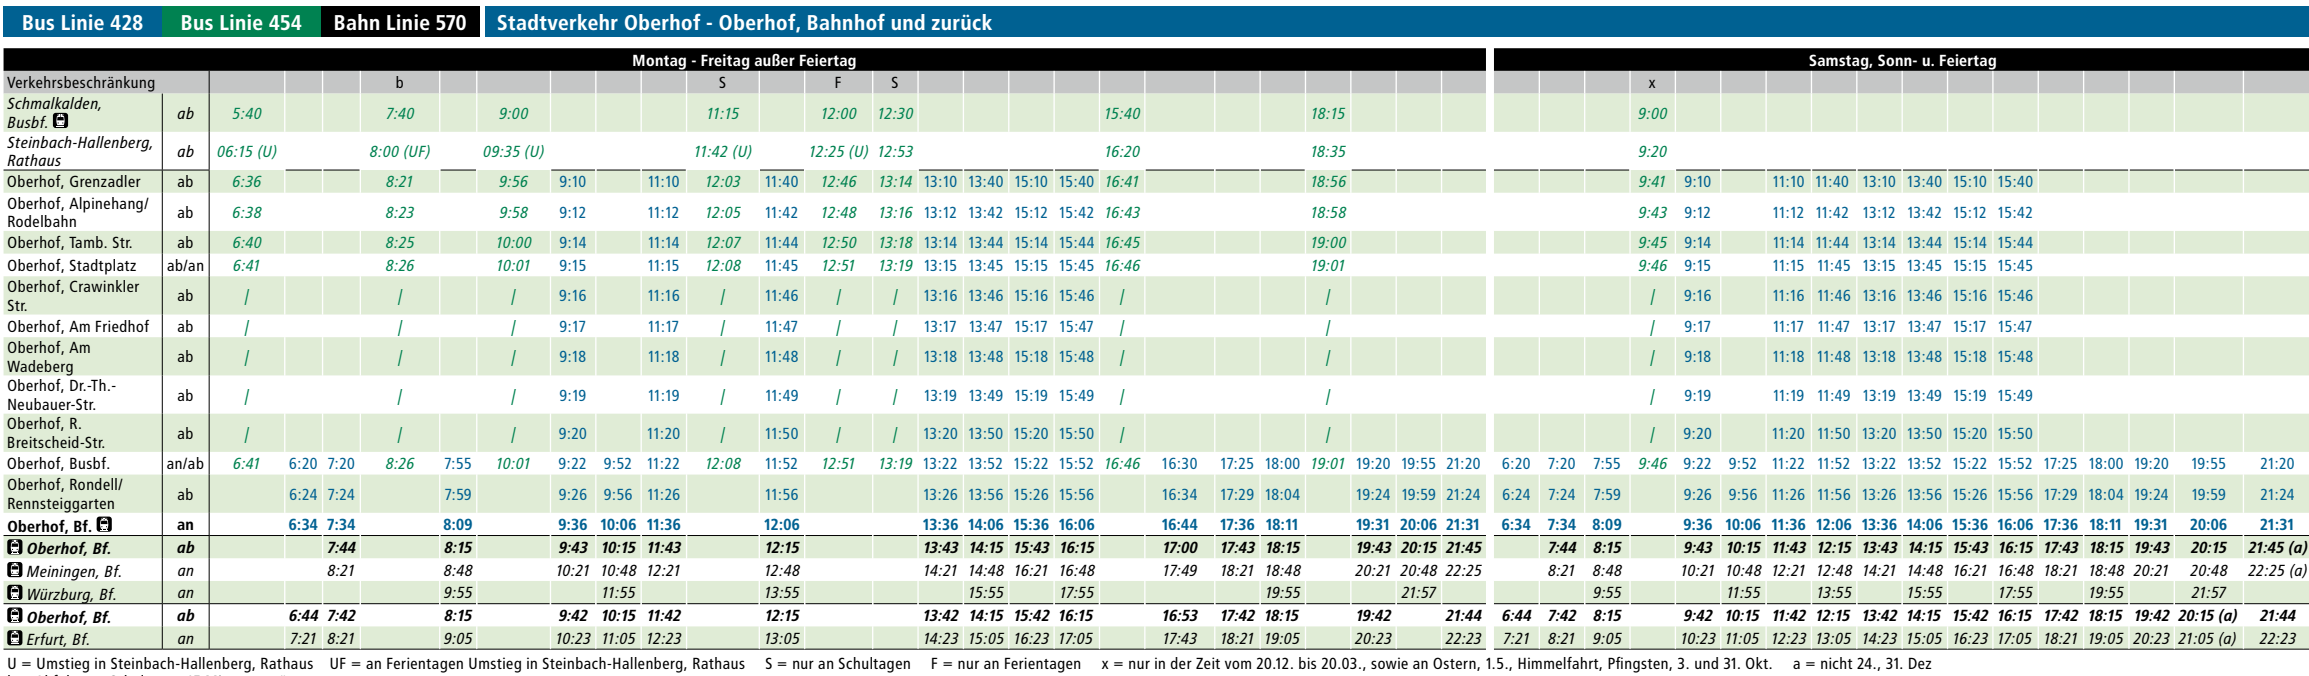 Bus Linie 428 Bus Linie 454 Bahn Linie 570 Stadtverkehr Oberhof - Oberhof, Bahnhof und zurück
Montag - Freitag außer Feiertag Samstag, Sonn- u. Feiertag
Verkehrsbeschränkung b S F S x
Schmalkalden,
Busbf. ab 5:40 7:40 9:00 11:15 12:00 12:30 15:40 18:15 9:00
Steinbach-Hallenberg,
Rathaus ab 06:15 (U) 8:00 (UF) 09:35 (U) 11:42 (U) 12:25 (U) 12:53 16:20 18:35 9:20
Oberhof, Grenzadler ab 6:36 8:21 9:56 9:10 11:10 12:03 11:40 12:46 13:14 13:10 13:40 15:10 15:40 16:41 18:56 9:41 9:10 11:10 11:40 13:10 13:40 15:10 15:40
Oberhof, Alpinehang/
Rodelbahn ab 6:38 8:23 9:58 9:12 11:12 12:05 11:42 12:48 13:16 13:12 13:42 15:12 15:42 16:43 18:58 9:43 9:12 11:12 11:42 13:12 13:42 15:12 15:42
Oberhof, Tamb. Str. ab 6:40 8:25 10:00 9:14 11:14 12:07 11:44 12:50 13:18 13:14 13:44 15:14 15:44 16:45 19:00 9:45 9:14 11:14 11:44 13:14 13:44 15:14 15:44
Oberhof, Stadtplatz ab/an 6:41 8:26 10:01 9:15 11:15 12:08 11:45 12:51 13:19 13:15 13:45 15:15 15:45 16:46 19:01 9:46 9:15 11:15 11:45 13:15 13:45 15:15 15:45
Oberhof, Crawinkler
Str. ab / / / 9:16 11:16 / 11:46 / / 13:16 13:46 15:16 15:46 / / / 9:16 11:16 11:46 13:16 13:46 15:16 15:46
Oberhof, Am Friedhof ab / / / 9:17 11:17 / 11:47 / / 13:17 13:47 15:17 15:47 / / / 9:17 11:17 11:47 13:17 13:47 15:17 15:47
Oberhof, Am
Wadeberg ab / / / 9:18 11:18 / 11:48 / / 13:18 13:48 15:18 15:48 / / / 9:18 11:18 11:48 13:18 13:48 15:18 15:48
Oberhof, Dr.-Th.-
Neubauer-Str. ab / / / 9:19 11:19 / 11:49 / / 13:19 13:49 15:19 15:49 / / / 9:19 11:19 11:49 13:19 13:49 15:19 15:49
Oberhof, R.
Breitscheid-Str. ab / / / 9:20 11:20 / 11:50 / / 13:20 13:50 15:20 15:50 / / / 9:20 11:20 11:50 13:20 13:50 15:20 15:50
Oberhof, Busbf. an/ab 6:41 6:20 7:20 8:26 7:55 10:01 9:22 9:52 11:22 12:08 11:52 12:51 13:19 13:22 13:52 15:22 15:52 16:46 16:30 17:25 18:00 19:01 19:20 19:55 21:20 6:20 7:20 7:55 9:46 9:22 9:52 11:22 11:52 13:22 13:52 15:22 15:52 17:25 18:00 19:20 19:55 21:20
Oberhof, Rondell/
Rennsteiggarten ab 6:24 7:24 7:59 9:26 9:56 11:26 11:56 13:26 13:56 15:26 15:56 16:34 17:29 18:04 19:24 19:59 21:24 6:24 7:24 7:59 9:26 9:56 11:26 11:56 13:26 13:56 15:26 15:56 17:29 18:04 19:24 19:59 21:24
Oberhof, Bf. an 6:34 7:34 8:09 9:36 10:06 11:36 12:06 13:36 14:06 15:36 16:06 16:44 17:36 18:11 19:31 20:06 21:31 6:34 7:34 8:09 9:36 10:06 11:36 12:06 13:36 14:06 15:36 16:06 17:36 18:11 19:31 20:06 21:31
Oberhof, Bf. ab 7:44 8:15 9:43 10:15 11:43 12:15 13:43 14:15 15:43 16:15 17:00 17:43 18:15 19:43 20:15 21:45 7:44 8:15 9:43 10:15 11:43 12:15 13:43 14:15 15:43 16:15 17:43 18:15 19:43 20:15 21:45 (a)
Meiningen, Bf. an 8:21 8:48 10:21 10:48 12:21 12:48 14:21 14:48 16:21 16:48 17:49 18:21 18:48 20:21 20:48 22:25 8:21 8:48 10:21 10:48 12:21 12:48 14:21 14:48 16:21 16:48 18:21 18:48 20:21 20:48 22:25 (a)
Würzburg, Bf. an 9:55 11:55 13:55 15:55 17:55 19:55 21:57 9:55 11:55 13:55 15:55 17:55 19:55 21:57
Oberhof, Bf. ab 6:44 7:42 8:15 9:42 10:15 11:42 12:15 13:42 14:15 15:42 16:15 16:53 17:42 18:15 19:42 21:44 6:44 7:42 8:15 9:42 10:15 11:42 12:15 13:42 14:15 15:42 16:15 17:42 18:15 19:42 20:15 (a) 21:44
Erfurt, Bf. an 7:21 8:21 9:05 10:23 11:05 12:23 13:05 14:23 15:05 16:23 17:05 17:43 18:21 19:05 20:23 22:23 7:21 8:21 9:05 10:23 11:05 12:23 13:05 14:23 15:05 16:23 17:05 18:21 19:05 20:23 21:05 (a) 22:23
U = Umstieg in Steinbach-Hallenberg, Rathaus UF = an Ferientagen Umstieg in Steinbach-Hallenberg, Rathaus S = nur an Schultagen F = nur an Ferientagen x = nur in der Zeit vom 20.12. bis 20.03., sowie an Ostern, 1.5., Himmelfahrt, Pfingsten, 3. und 31. Okt. a = nicht 24., 31. Dez